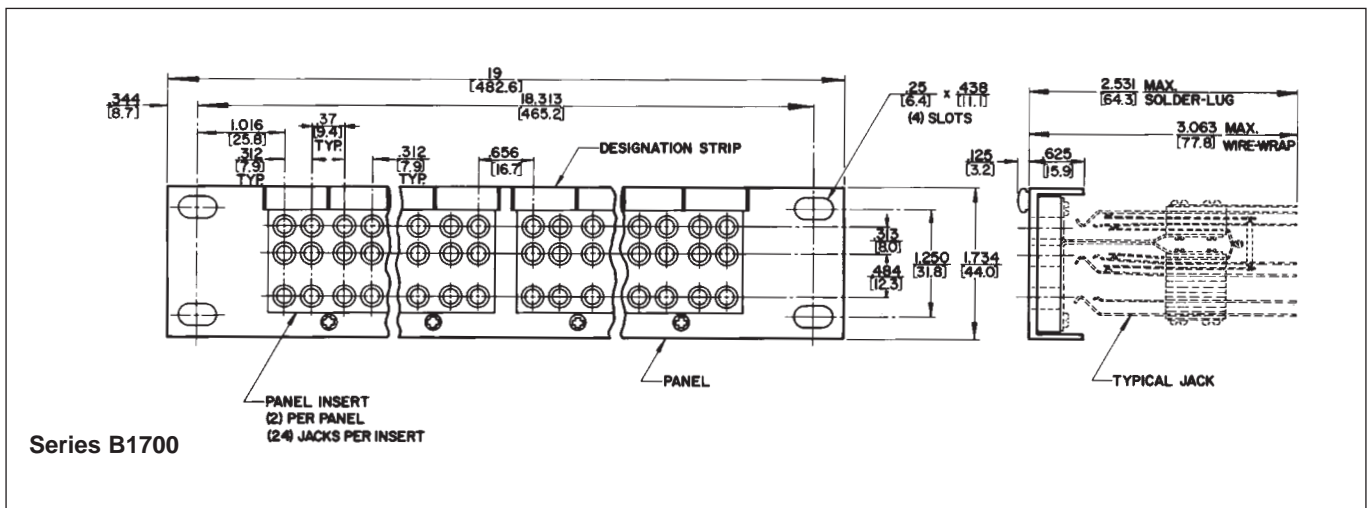 19
[482.6]
18.313
[465.2]
.344
[8.7]
1.016
[25.8]
.37
[9.4]
TYP.
.312
[7.9]
TYP.
.312
[7.9]
TYP.
.656
[16.7]
DESIGNATION STRIP
.25 x .438
[6.4] [11.1]
(4) SLOTS
2.531 MAX.
[64.3] SOLDER-LUG
3.063 MAX.
[77.8] WIRE-WRAP
.125
[3.2]
.625
[15.9]
.313
[8.0]
.484
[12.3]
1.250
[31.8]
1.734
[44.0]
PANEL
TYPICAL JACK
PANEL INSERT
(2) PER PANEL
(24) JACKS PER INSERT
Series B1700